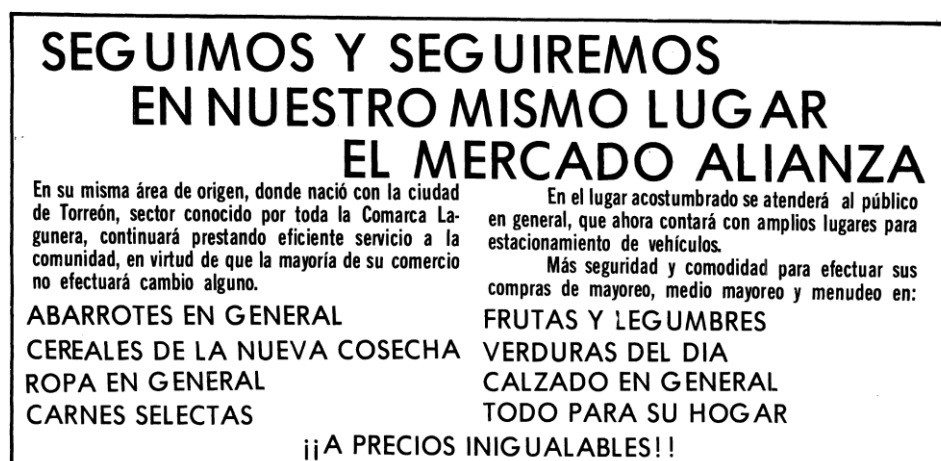 SEGUIMOS Y SEGUIREMOS
EN NUESTRO MISMO LUGAR
EL MERCADO ALIANZA
En su misma área de origen, donde nació con la ciudad
de Torreón, sector conocido por toda la Comarca La-
gunera, continuará prestando eficiente servicio a la
comunidad, en virtud de que la mayoría de su comercio
no efectuará cambio alguno.
En el lugar acostumbrado se atenderá al público
en general, que ahora contará con amplios lugares para
estacionamiento de vehículos.
Más seguridad y comodidad para efectuar sus
compras de mayoreo, medio mayoreo y menudeo en:
ABARROTES EN GENERAL
CEREALES DE LA NUEVA COSECHA
ROPA EN GENERAL
CARNES SELECTAS
FRUTAS Y LEGUMBRES
VERDURAS DEL DIA
CALZADO EN GENERAL
TODO PARA SU HOGAR
¡¡A PRECIOS INIGUALABLES!!